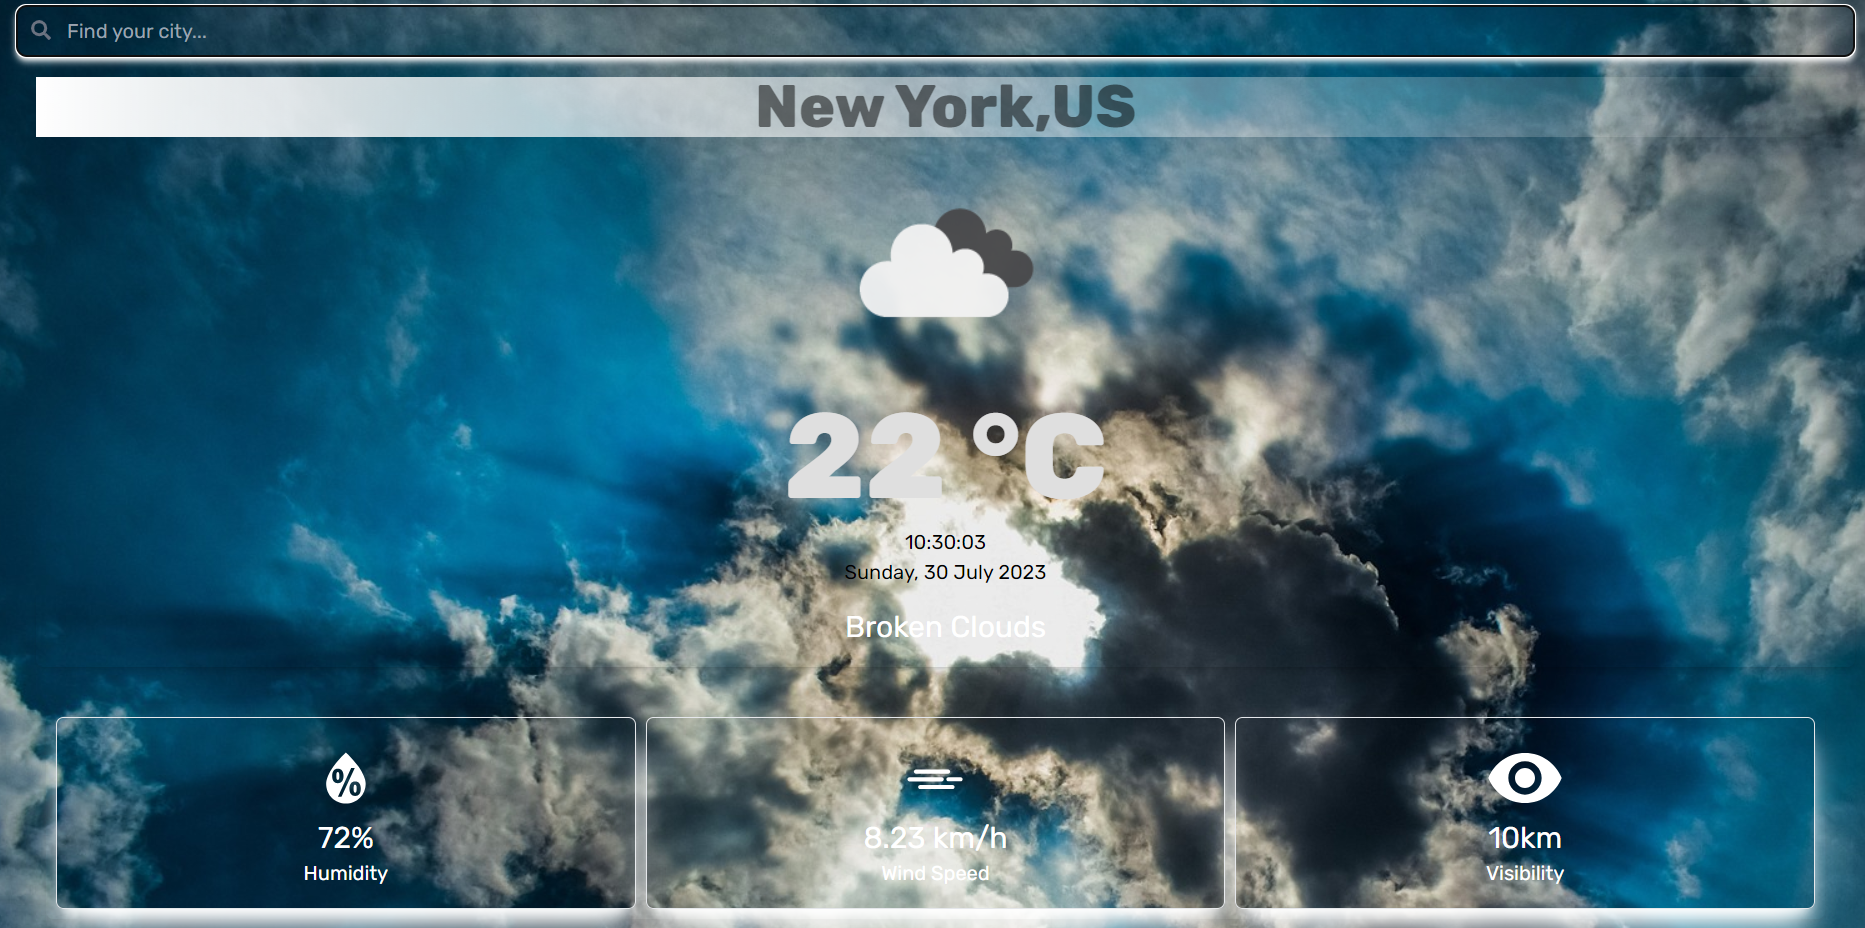 Find your city...
New York,US
22 °C
10:30:03
Sunday, 30 July 2023
Broken Clouds
%
72%
Humidity
8.23 km/h
Wind Speed
10km
Visibility